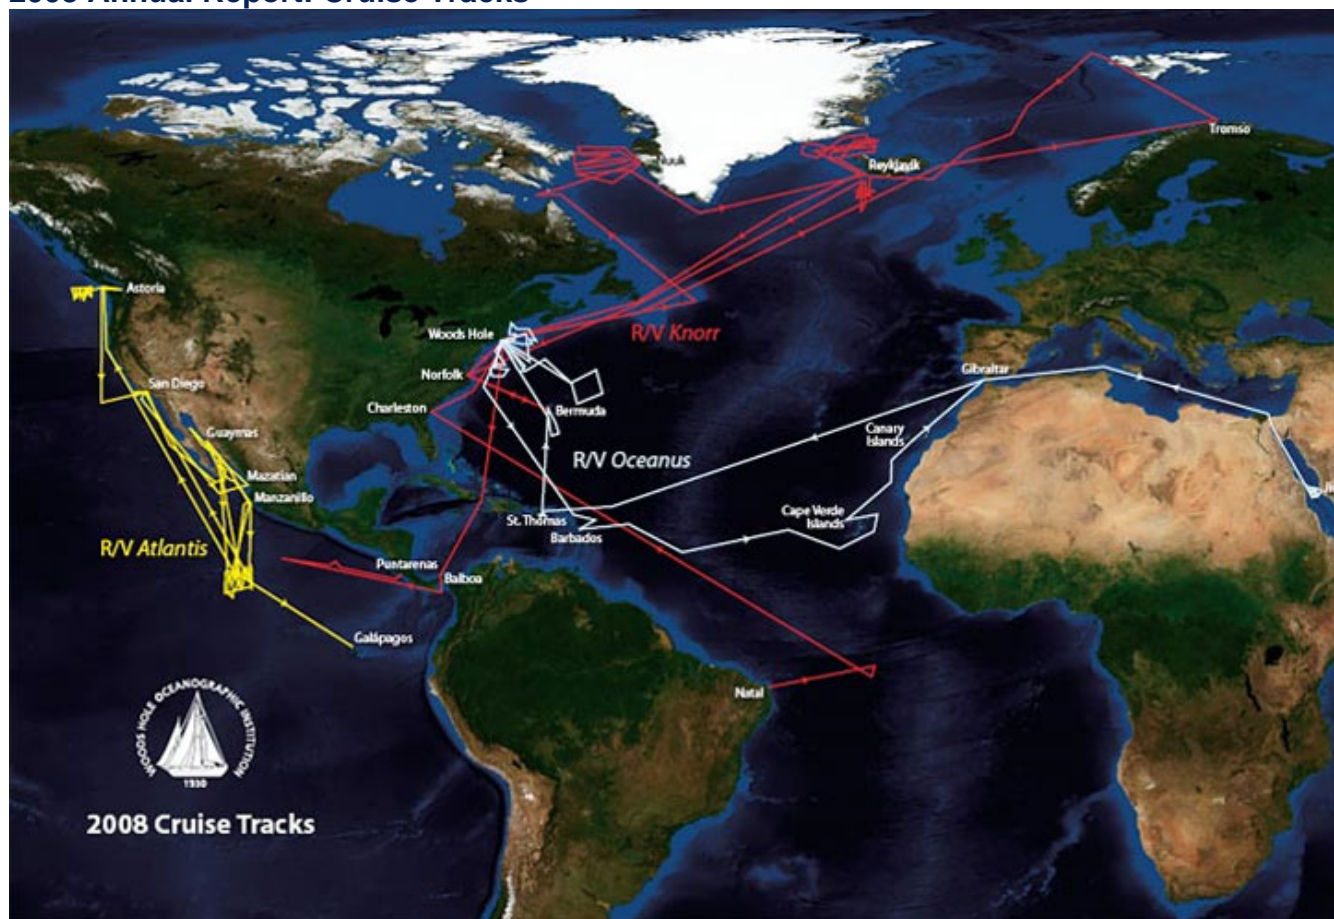 2008 Annual Report: Cruise Tracks
Tromso
Nuuk
Reykjavik
Astoria
Woods Hole
R/V Knorr
San Diego
Norfolk
Gibraltar
Charleston
Bermuda
Guaymas
Canary
Islands
R/V Oceanus
Mazatlan
Manzanillo
Cape Verde
Islands
St. Thomas
Barbados
R/V Atlantis
Puntarenas
Balboa
Galápagos
Natal
WOODS HOLE OCEANOGRAPHIC INSTITUTION
1930
2008 Cruise Tracks